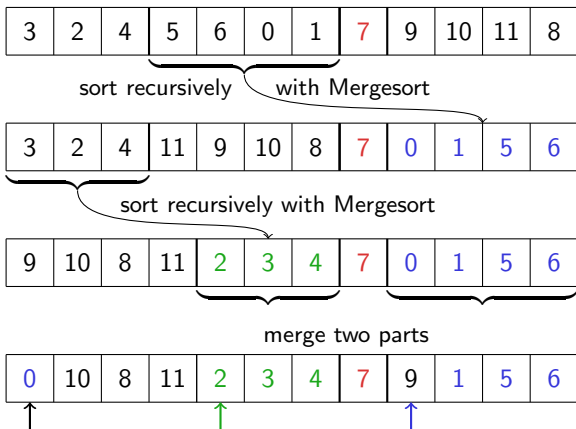 3 2 4 5 6 0 1 7 9 10 11 8
sort recursively with Mergesort
3 2 4 11 9 10 8 7 0 1 5 6
sort recursively with Mergesort
9 10 8 11 2 3 4 7 0 1 5 6
merge two parts
0 10 8 11 2 3 4 7 9 1 5 6